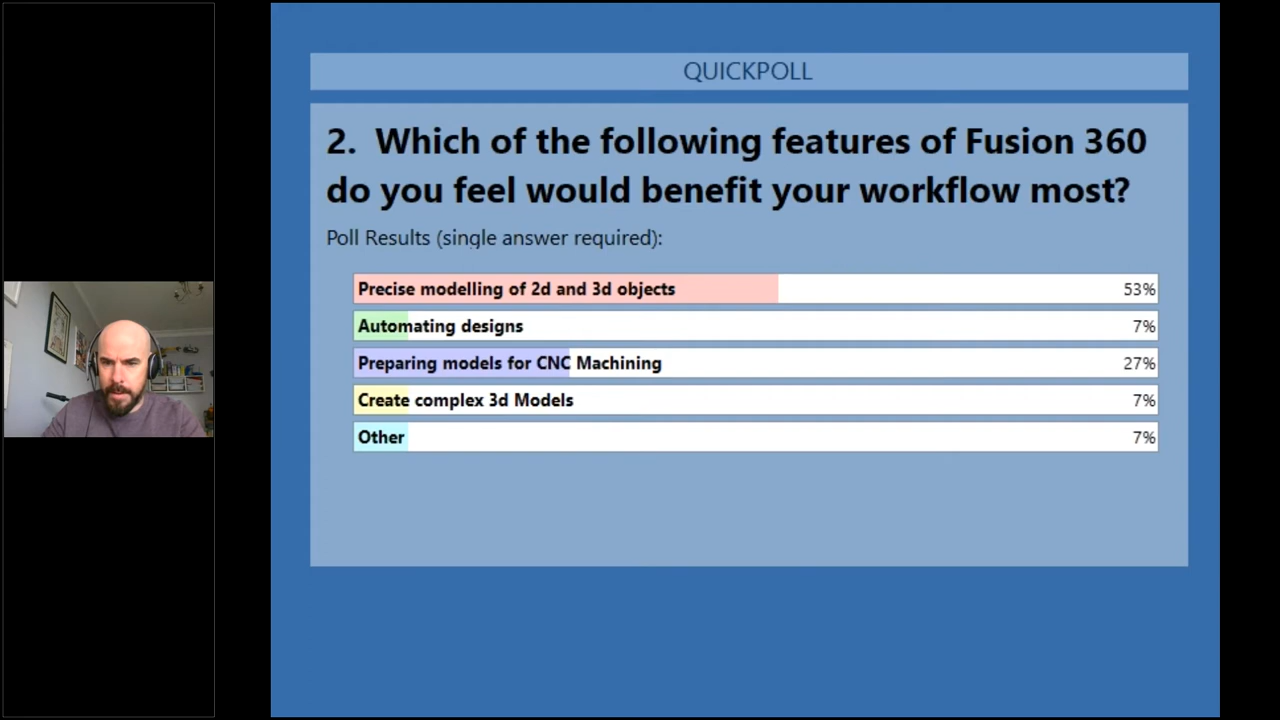 QUICKPOLL
2. Which of the following features of Fusion 360
do you feel would benefit your workflow most?
Poll Results (single answer required):
Precise modelling of 2d and 3d objects 53%
Automating designs 7%
Preparing models for CNC Machining 27%
Create complex 3d Models 7%
Other 7%